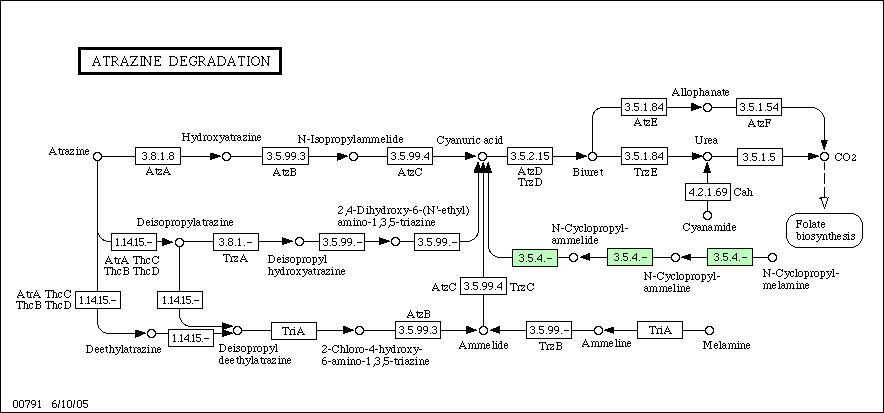 ATRAZINE DEGRADATION
Allophanate
3.5.1.84
3.5.1.54
AtzE
AtzF
Hydroxyatrazine
N-Isopropylammelide
Cyanuric acid
Urea
Atrazine
3.8.1.8
3.5.99.3
3.5.99.4
3.5.2.15
3.5.1.84
3.5.1.5
CO2
AtzA
AtzB
AtzC
AtzD
TrzD
Biuret
TrzE
4.2.1.69
Cah
Cyanamide
Folate
biosynthesis
Deisopropylatrazine
2,4-Dihydroxy-6-(N'-ethyl)
amino-1,3,5-triazine
1.14.15.-
3.8.1.-
3.5.99.-
3.5.99.-
AtrA ThcC
ThcB ThcD
TrzA
Deisopropyl
hydroxyatrazine
N-Cyclopropyl-
ammelide
3.5.4.-
3.5.4.-
3.5.4.-
N-Cyclopropyl-
ammeline
N-Cyclopropyl-
melamine
AtrA ThcC
ThcB ThcD
1.14.15.-
1.14.15.-
AtzC
3.5.99.4
TrzC
AtzB
1.14.15.-
TriA
3.5.99.3
3.5.99.-
TriA
Deethylatrazine
Deisopropyl
deethylatrazine
2-Chloro-4-hydroxy-
6-amino-1,3,5-triazine
Ammelide
TrzB
Ammeline
Melamine
00791 6/10/05